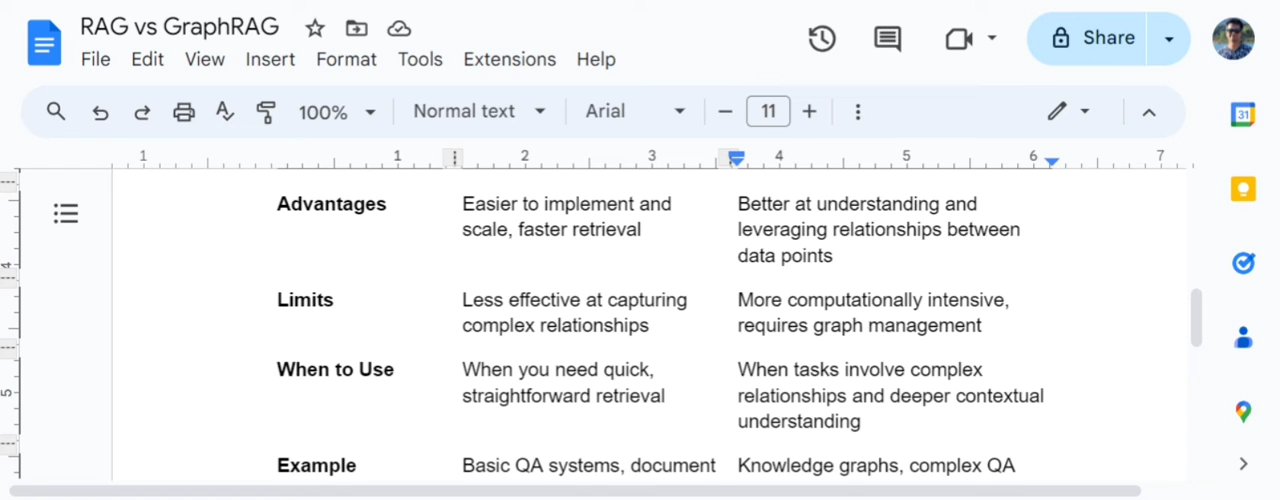 RAG vs GraphRAG
File Edit View Insert Format Tools Extensions Help
Share
100% Normal text Arial 11
1 1 2 3 4 5 6 7
31
4
5
Advantages
Easier to implement and
scale, faster retrieval
Better at understanding and
leveraging relationships between
data points
Limits
Less effective at capturing
complex relationships
More computationally intensive,
requires graph management
When to Use
When you need quick,
straightforward retrieval
When tasks involve complex
relationships and deeper contextual
understanding
Example
Basic QA systems, document
Knowledge graphs, complex QA